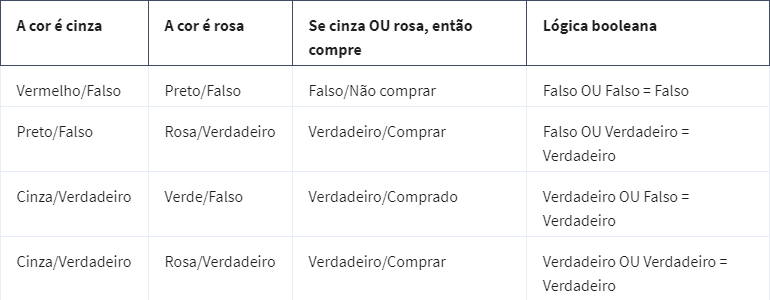 A cor é cinza
A cor é rosa
Se cinza OU rosa, então
compre
Lógica booleana
Vermelho/Falso
Preto/Falso
Falso/Não comprar
Falso OU Falso = Falso
Preto/Falso
Rosa/Verdadeiro
Verdadeiro/Comprar
Falso OU Verdadeiro =
Verdadeiro
Cinza/Verdadeiro
Verde/Falso
Verdadeiro/Comprado
Verdadeiro OU Falso =
Verdadeiro
Cinza/Verdadeiro
Rosa/Verdadeiro
Verdadeiro/Comprar
Verdadeiro OU Verdadeiro =
Verdadeiro